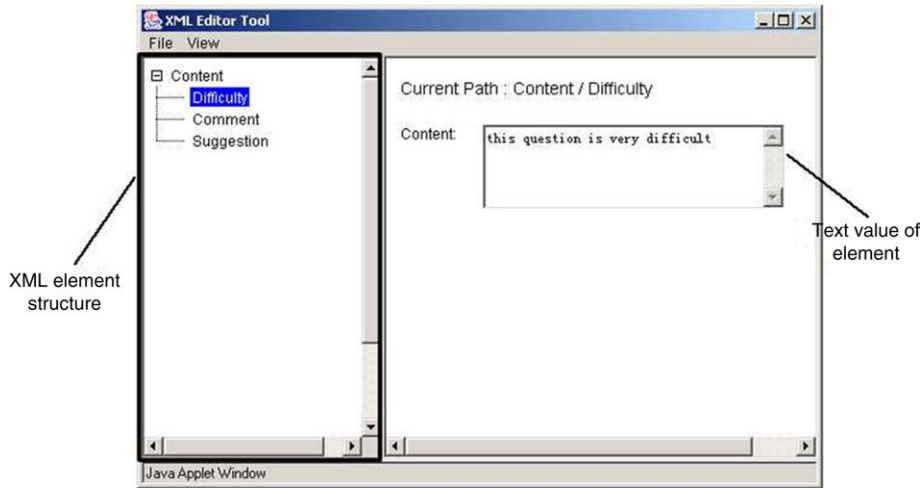 XML Editor Tool
File View
Content
Difficulty
Comment
Suggestion
Current Path : Content / Difficulty
Content:
this question is very difficult
Text value of
element
XML element
structure
Java Applet Window